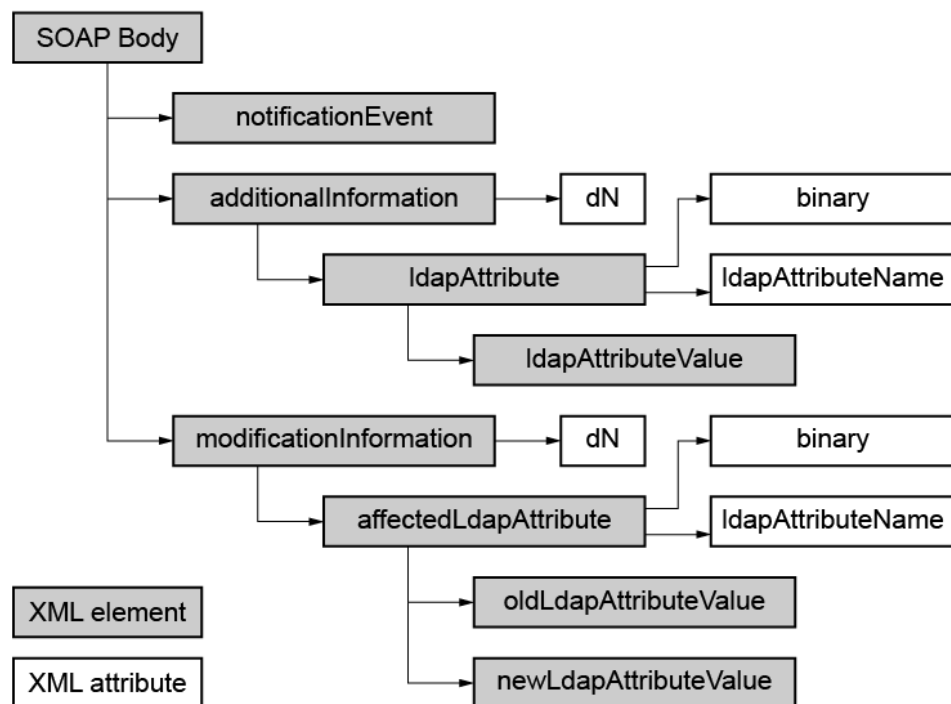 SOAP Body
notificationEvent
additionalInformation
dN
binary
ldapAttribute
ldapAttributeName
ldapAttributeValue
modificationInformation
dN
binary
affectedLdapAttribute
ldapAttributeName
oldLdapAttributeValue
newLdapAttributeValue
XML element
XML attribute